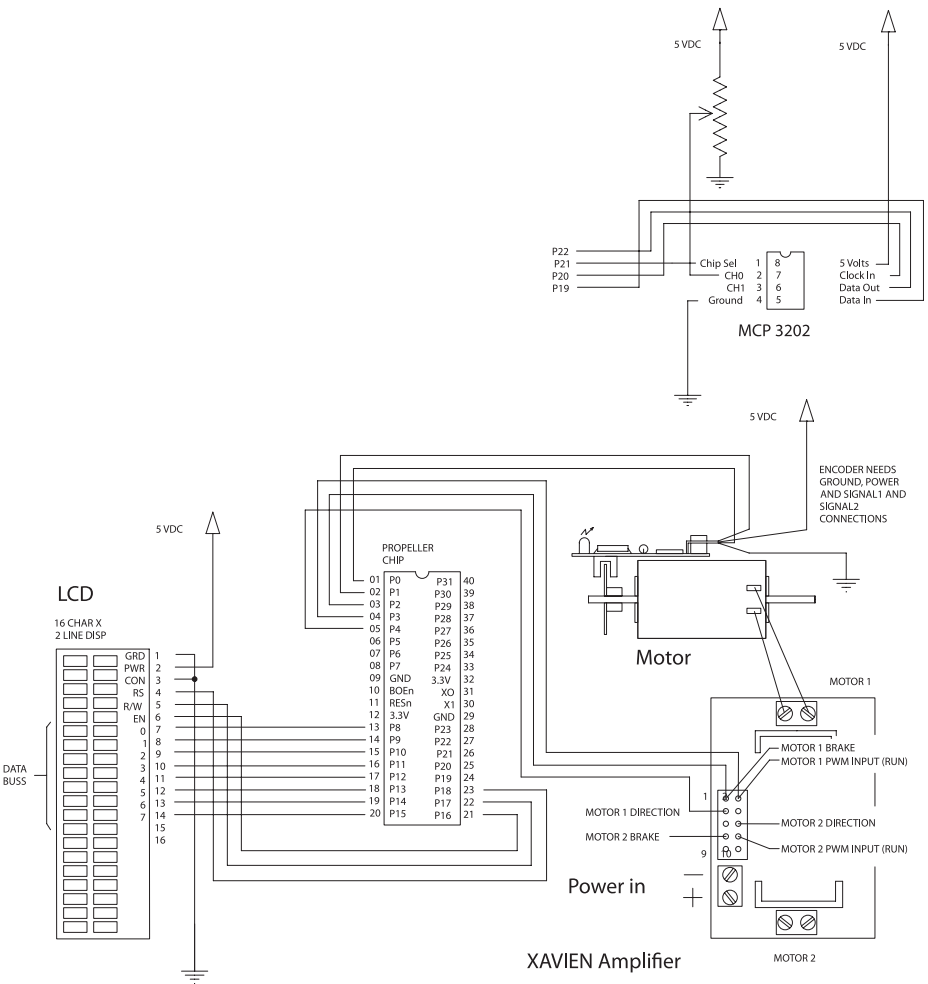 5 VDC
5 VDC
P22
P21
P20
P19
Chip Sel 1 8 5 Volts
CH0 2 7 Clock In
CH1 3 6 Data Out
Ground 4 5 Data In
MCP 3202
5 VDC
ENCODER NEEDS
GROUND, POWER
AND SIGNAL1 AND
SIGNAL2
CONNECTIONS
5 VDC
PROPELLER
CHIP
01 P0 P31 40
02 P1 P30 39
03 P2 P29 38
04 P3 P28 37
05 P4 P27 36
06 P5 P26 35
07 P6 P25 34
08 P7 P24 33
09 GND 3.3V 32
10 BOEn XO 31
11 RESn X1 30
12 3.3V GND 29
13 P8 P23 28
14 P9 P22 27
15 P10 P21 26
16 P11 P20 25
17 P12 P19 24
18 P13 P18 23
19 P14 P17 22
20 P15 P16 21
LCD
16 CHAR X
2 LINE DISP
GRD 1
PWR 2
CON 3
RS 4
R/W 5
EN 6
0 7
1 8
2 9
3 10
4 11
5 12
6 13
7 14
15
16
DATA
BUSS
Motor
MOTOR 1
MOTOR 1 BRAKE
MOTOR 1 PWM INPUT (RUN)
1
MOTOR 1 DIRECTION
MOTOR 2 DIRECTION
MOTOR 2 BRAKE
MOTOR 2 PWM INPUT (RUN)
9 10
Power in
XAVIEN Amplifier
MOTOR 2